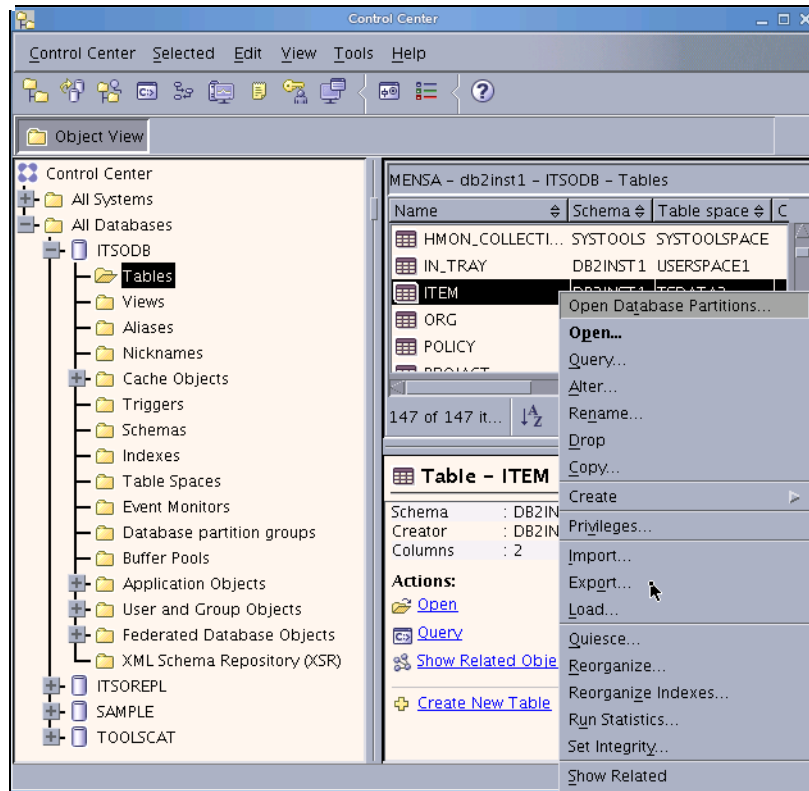 Control Center
Control Center Selected Edit View Tools Help
Object View
Control Center
All Systems
All Databases
ITSODB
Tables
Views
Aliases
Nicknames
Cache Objects
Triggers
Schemas
Indexes
Table Spaces
Event Monitors
Database partition groups
Buffer Pools
Application Objects
User and Group Objects
Federated Database Objects
XML Schema Repository (XSR)
ITSOREPL
SAMPLE
TOOLSCAT
MENSA – db2inst1 – ITSODB – Tables
Name Schema Table space C
HMON_COLLECTI... SYSTOOLS SYSTOOLSPACE
IN_TRAY DB2INST1 USERSPACE1
ITEM DB2INST1 TSDATA3
ORG
POLICY
PROJACT
147 of 147 it...
Table – ITEM
Schema : DB2IN
Creator : DB2IN
Columns : 2
Actions:
Open
Query
Show Related Obje
Create New Table
Open Database Partitions...
Open...
Query...
Alter...
Rename...
Drop
Copy...
Create
Privileges...
Import...
Export...
Load...
Quiesce...
Reorganize...
Reorganize Indexes...
Run Statistics...
Set Integrity...
Show Related